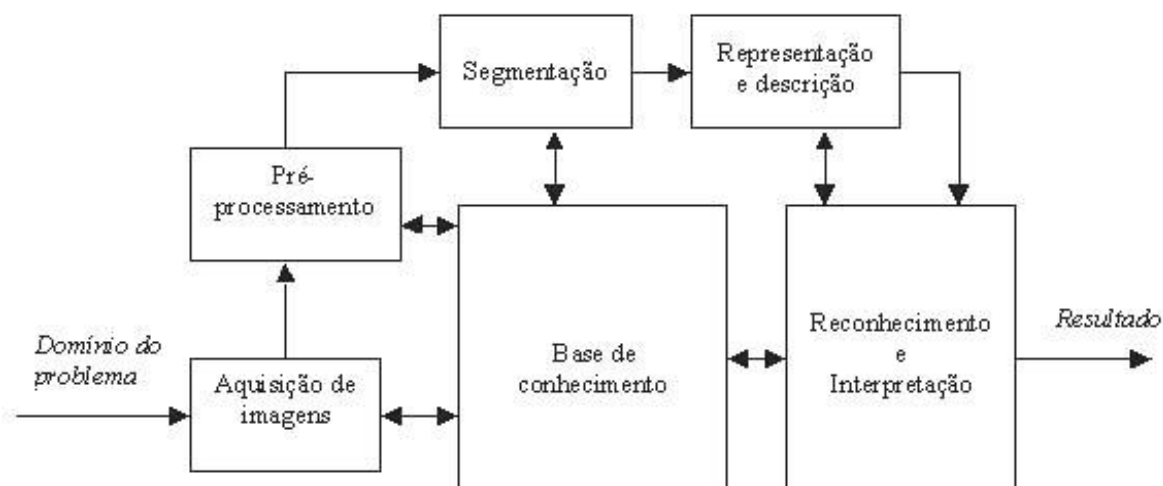 Segmentação
Representação
e descrição
Pré-
processamento
Domínio do
problema
Aquisição de
imagens
Base de
conhecimento
Reconhecimento
e
Interpretação
Resultado